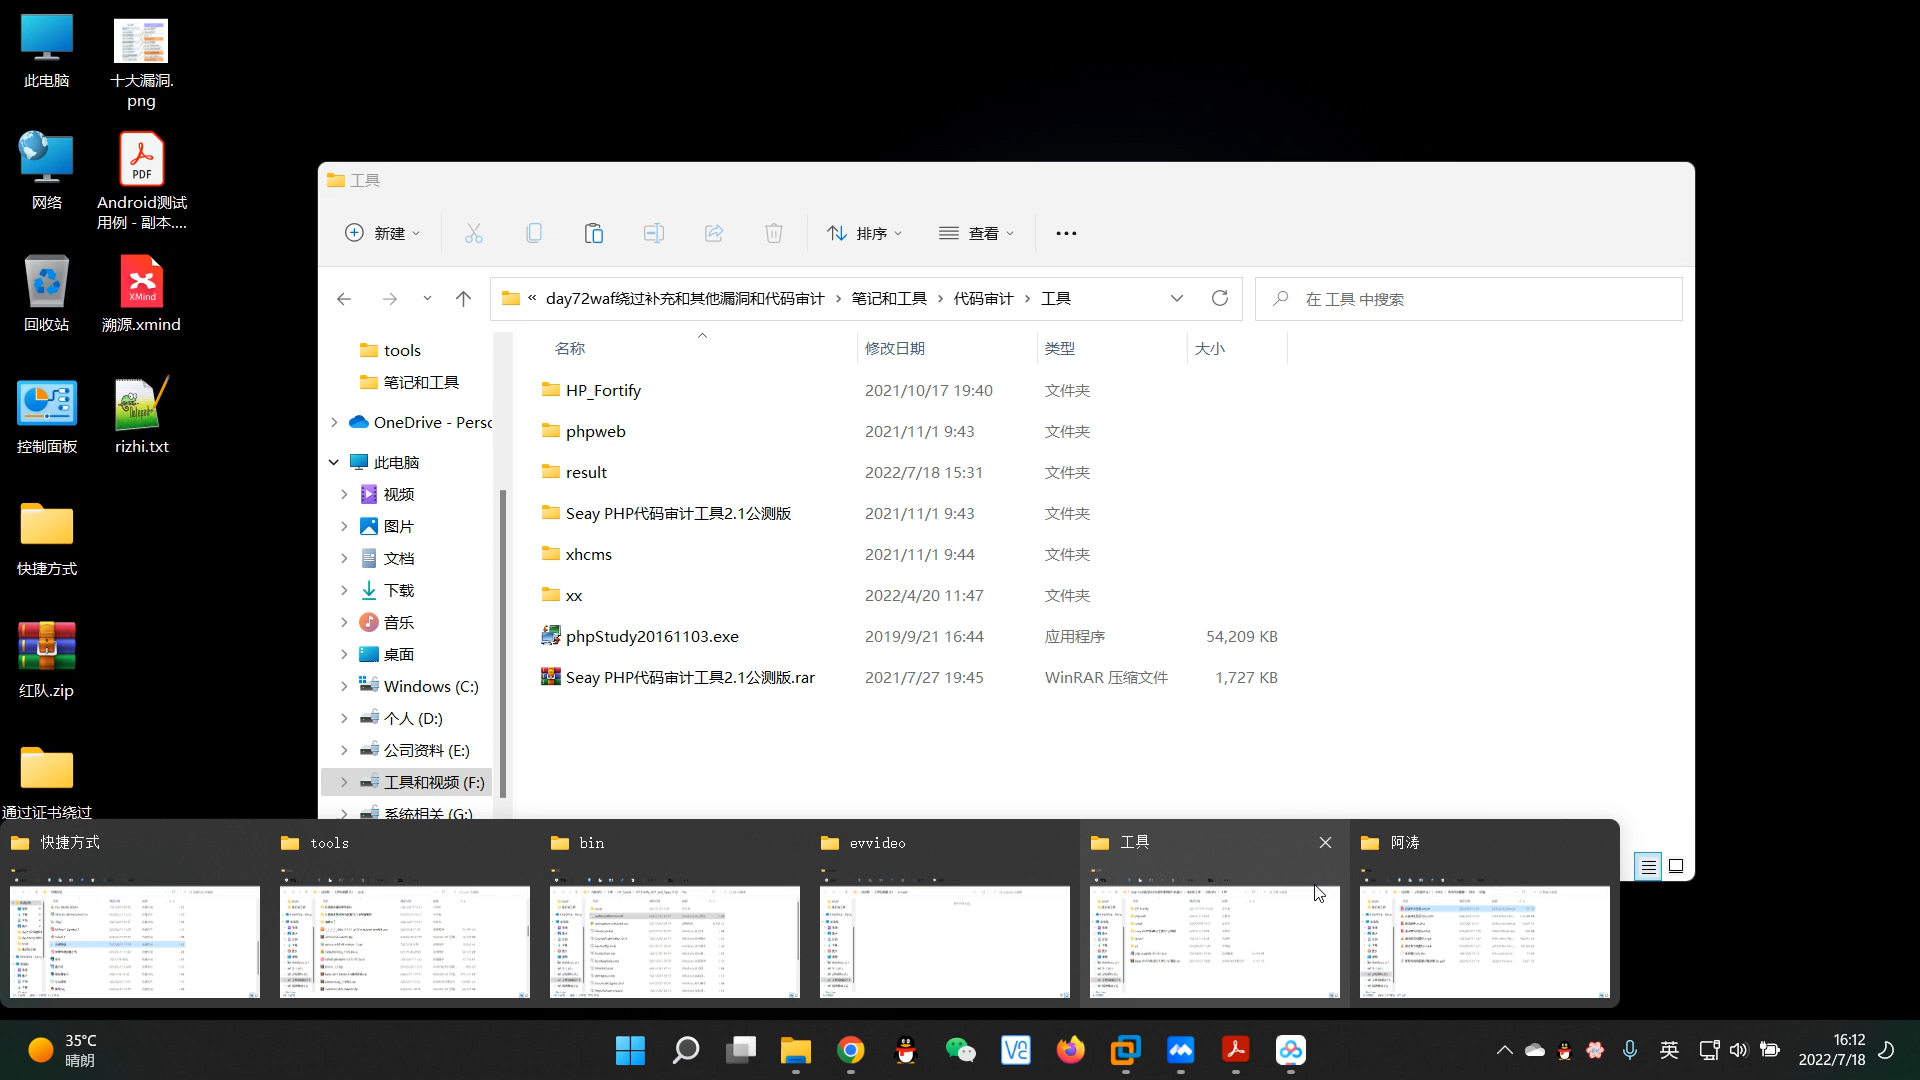 此电脑
十大漏洞.
png
网络
PDF
Android测试
用例 - 副本....
回收站
XMind
溯源.xmind
控制面板
rizhi.txt
快捷方式
红队.zip
通过证书绕过
工具
新建
排序
查看
«
day72waf绕过补充和其他漏洞和代码审计 › 笔记和工具 › 代码审计 › 工具
在 工具 中搜索
tools
笔记和工具
OneDrive - Perso
此电脑
视频
图片
文档
下载
音乐
桌面
Windows (C:)
个人 (D:)
公司资料 (E:)
工具和视频 (F:)
系统相关 (G:)
名称 修改日期 类型 大小
HP_Fortify 2021/10/17 19:40 文件夹
phpweb 2021/11/1 9:43 文件夹
result 2022/7/18 15:31 文件夹
Seay PHP代码审计工具2.1公测版 2021/11/1 9:43 文件夹
xhcms 2021/11/1 9:44 文件夹
xx 2022/4/20 11:47 文件夹
phpStudy20161103.exe 2019/9/21 16:44 应用程序 54,209 KB
Seay PHP代码审计工具2.1公测版.rar 2021/7/27 19:45 WinRAR 压缩文件 1,727 KB
快捷方式
tools
bin
evvideo
工具
阿涛
35°C
晴朗
英
16:12
2022/7/18